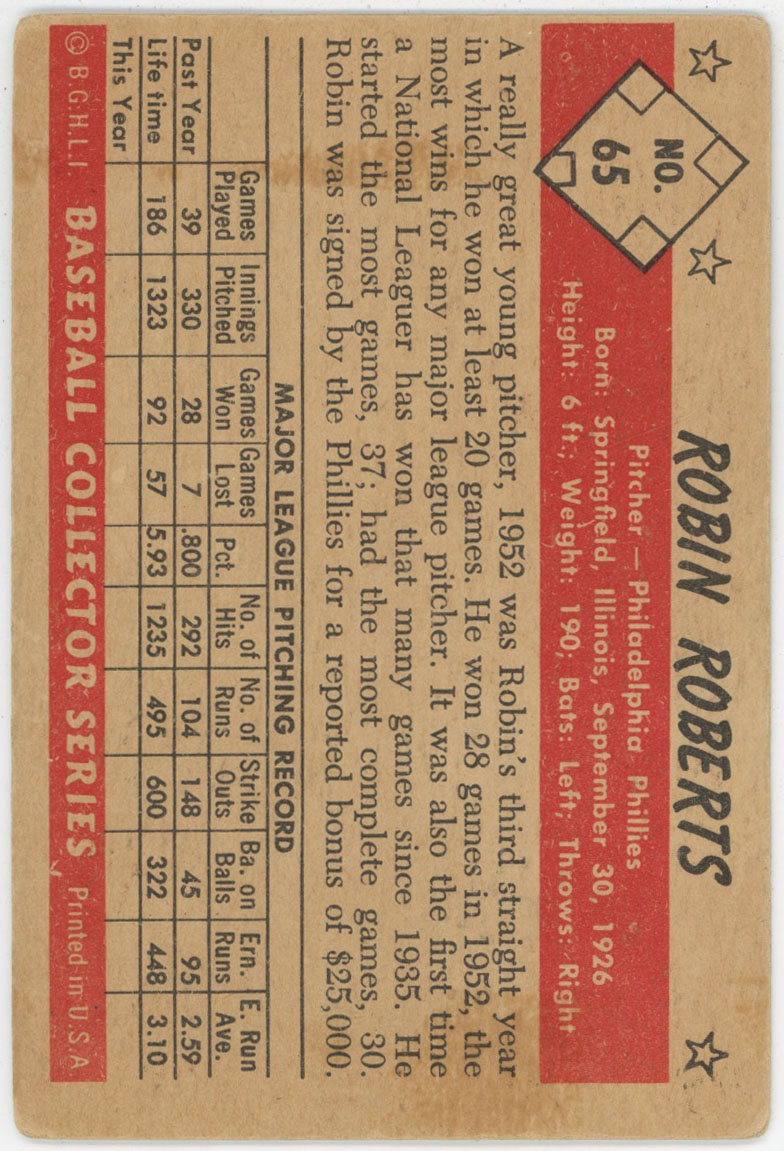 ROBIN ROBERTS
NO.
65
Pitcher — Philadelphia Phillies
Born: Springfield, Illinois, September 30, 1926
Height: 6 ft.; Weight: 190; Bats: Left; Throws: Right
A really great young pitcher, 1952 was Robin's third straight year
in which he won at least 20 games. He won 28 games in 1952, the
most wins for any major league pitcher. It was also the first time
a National Leaguer has won that many games since 1935. He
started the most games, 37; had the most complete games, 30.
Robin was signed by the Phillies for a reported bonus of $25,000.
MAJOR LEAGUE PITCHING RECORD
Games Innings Games Games No. of No. of Strike Ba. on Ern. E. Run
Played Pitched Won Lost Pct. Hits Runs Outs Balls Runs Ave.
Past Year 39 330 28 7 .800 292 104 148 45 95 2.59
Life time 186 1323 92 57 5.93 1235 495 600 322 448 3.10
This Year
© B.G.H.L.I. BASEBALL COLLECTOR SERIES Printed in U.S.A